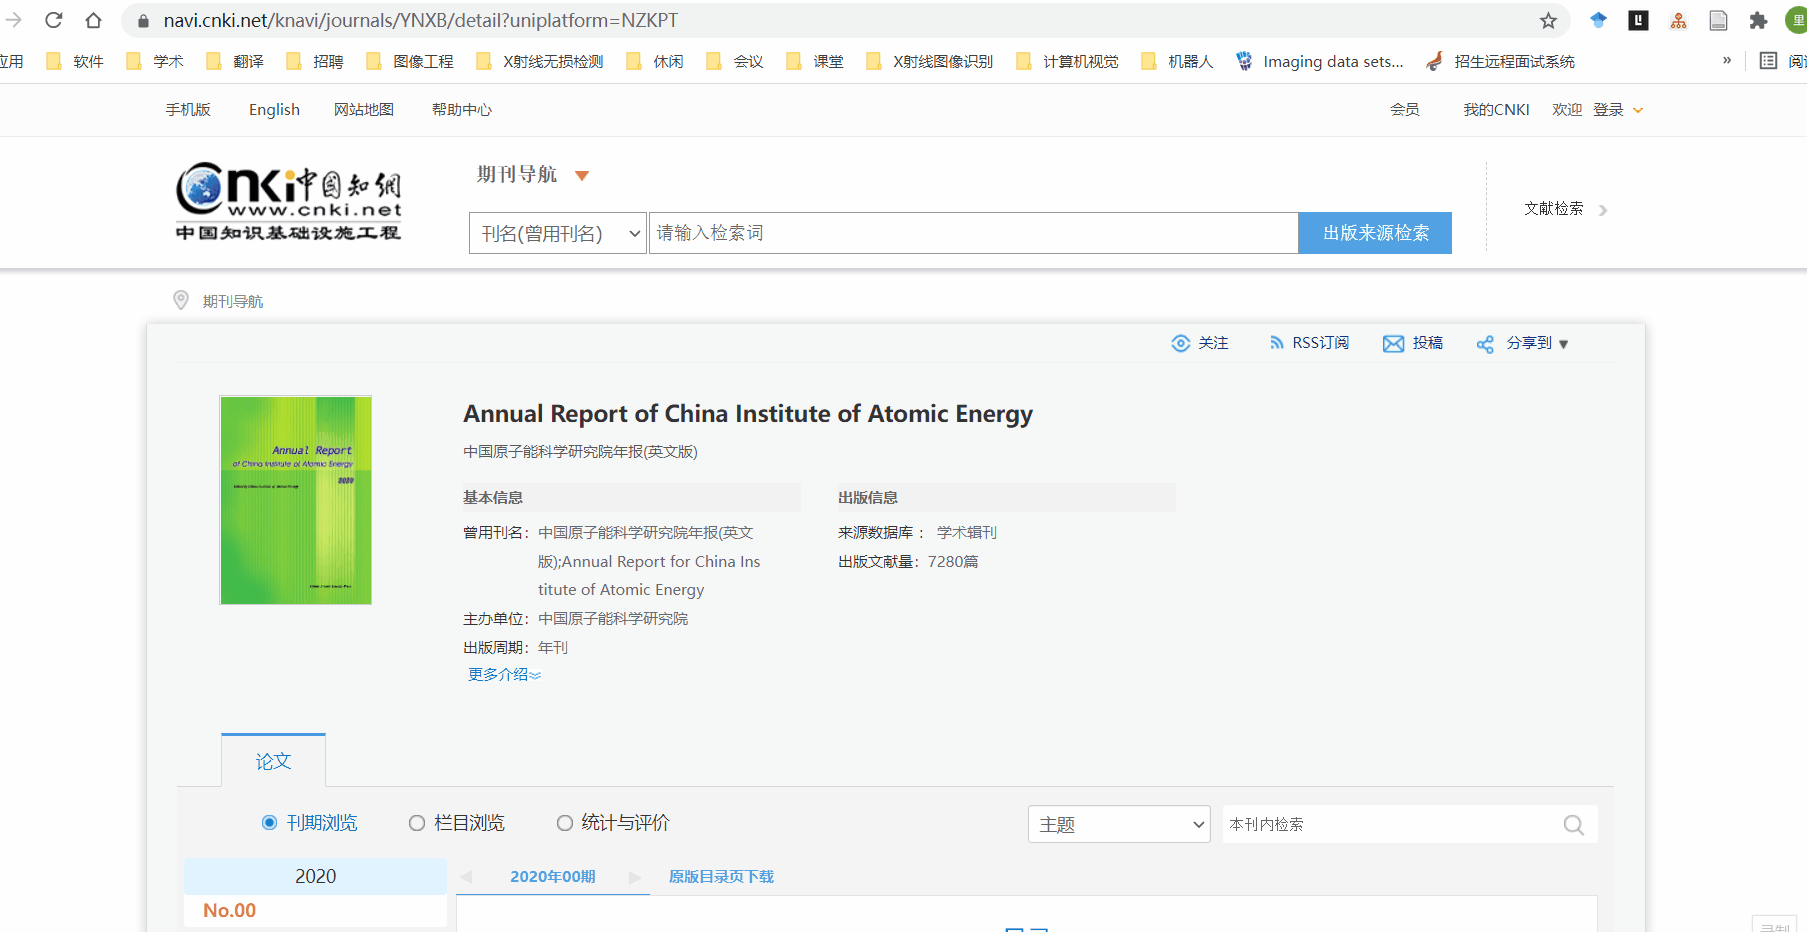 navi.cnki.net/knavi/journals/YNXB/detail?uniplatform=NZKPT
里
应用 软件 学术 翻译 招聘 图像工程 X射线无损检测 休闲 会议 课堂 X射线图像识别 计算机视觉 机器人 Imaging data sets... 招生远程面试系统 »
手机版 English 网站地图 帮助中心 会员 我的CNKI 欢迎 登录
期刊导航
Cnki中国知網
www.cnki.net
中国知识基础设施工程
刊名(曾用刊名) 请输入检索词 出版来源检索
文献检索
期刊导航
关注 RSS订阅 投稿 分享到
Annual Report
of China Institute of Atomic Energy
2020
Annual Report of China Institute of Atomic Energy
中国原子能科学研究院年报(英文版)
基本信息 出版信息
曾用刊名：中国原子能科学研究院年报(英文 来源数据库： 学术辑刊
版);Annual Report for China Ins 出版文献量：7280篇
titute of Atomic Energy
主办单位：中国原子能科学研究院
出版周期：年刊
更多介绍
论文
刊期浏览 栏目浏览 统计与评价 主题 本刊内检索
2020 2020年00期 原版目录页下载
No.00